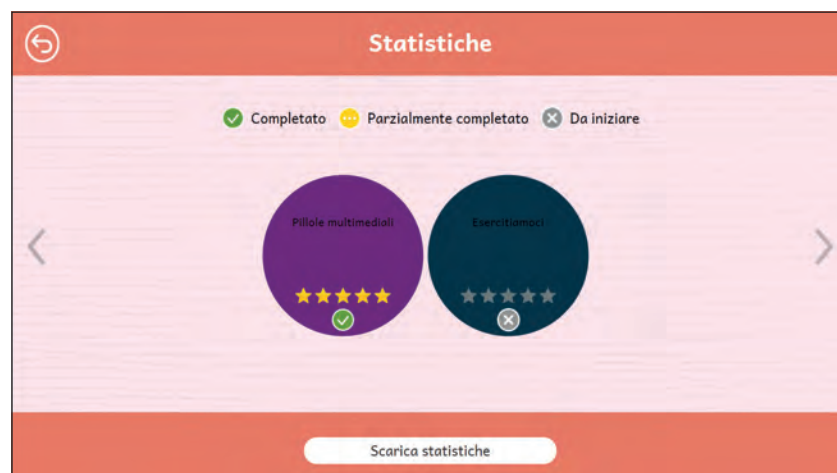 Statistiche
Completato Parzialmente completato Da iniziare
Pillole multimediali Esercitiamoci
Scarica statistiche